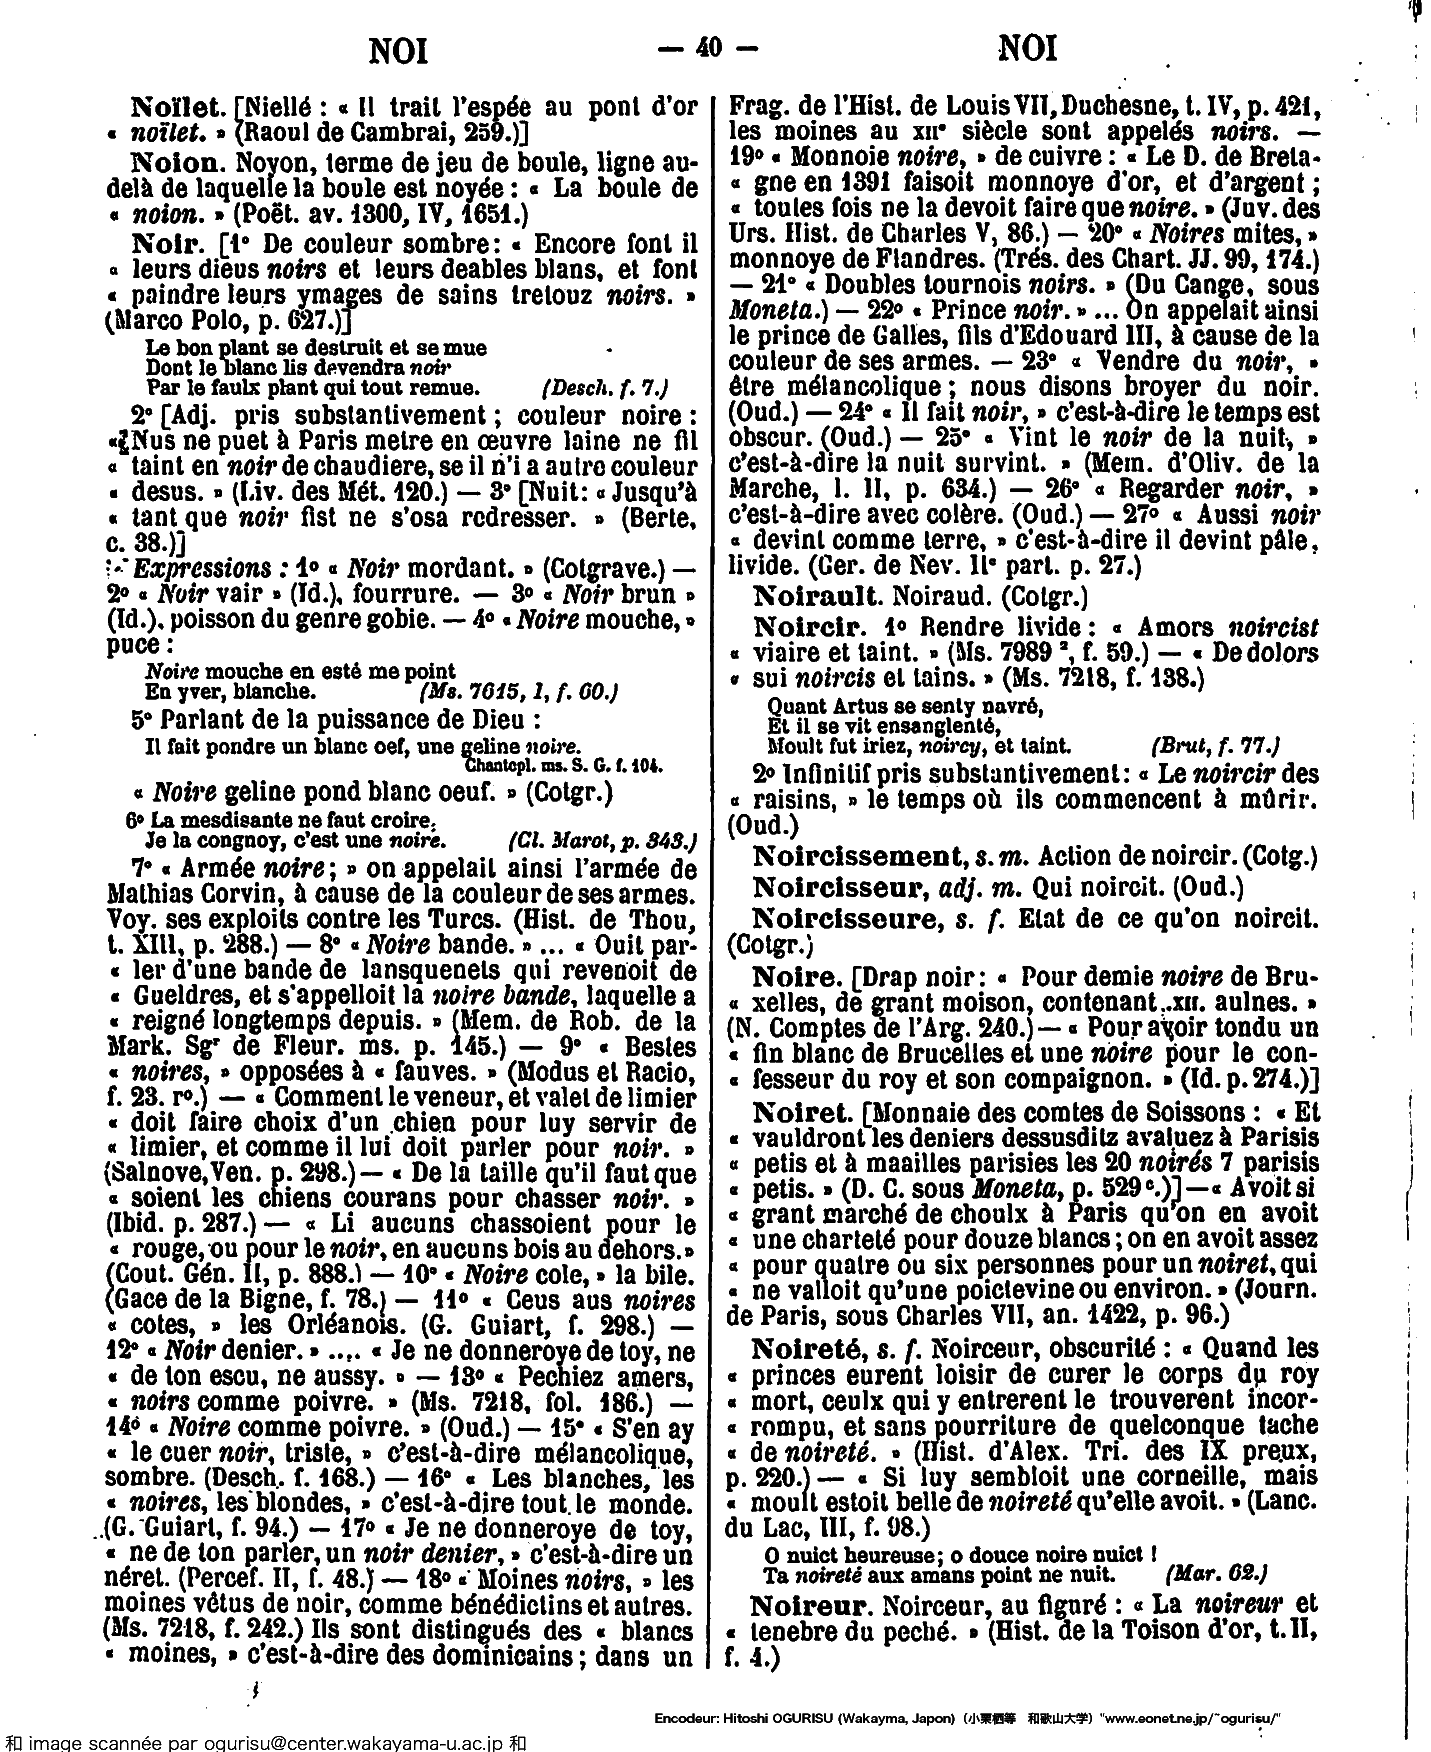 NOI — 40 — NOI
Noïlet. [Niellé : « Il trait l'espée au pont d'or
« noïlet. » (Raoul de Cambrai, 259.)]
Noion. Noyon, terme de jeu de boule, ligne au-
delà de laquelle la boule est noyée : « La boule de
« noion. » (Poët. av. 1300, IV, 1651.)
Noir. [1° De couleur sombre : « Encore font il
« leurs dieus noirs et leurs deables blans, et font
« paindre leurs ymages de sains tretouz noirs. »
(Marco Polo, p. 627.)]
Le bon plant se destruit et se mue
Dont le blanc lis devendra noir
Par le faulx plant qui tout remue. (Desch. f. 7.)
2° [Adj. pris substantivement ; couleur noire :
« Nus ne puet à Paris metre en œuvre laine ne fil
« taint en noir de chaudiere, se il n'i a autre couleur
« desus. » (Liv. des Mét. 120.) — 3° [Nuit: « Jusqu'à
« tant que noir fist ne s'osa redresser. » (Berte,
c. 38.)]
Expressions : 1° « Noir mordant. » (Cotgrave.) —
2° « Noir vair » (Id.), fourrure. — 3° « Noir brun »
(Id.), poisson du genre gobie. — 4° « Noire mouche, »
puce :
Noire mouche en esté me point
En yver, blanche. (Ms. 7615, I, f. 60.)
5° Parlant de la puissance de Dieu :
Il fait pondre un blanc oef, une geline noire.
Chantepl. ms. S. G. f. 104.
« Noire geline pond blanc oeuf. » (Cotgr.)
6° La mesdisante ne faut croire,
Je la congnoy, c'est une noire. (Cl. Marot, p. 343.)
7° « Armée noire ; » on appelait ainsi l'armée de
Mathias Corvin, à cause de la couleur de ses armes.
Voy. ses exploits contre les Turcs. (Hist. de Thou,
t. XIII, p. 288.) — 8° « Noire bande. » ... « Ouit par-
« ler d'une bande de lansquenets qui revenoit de
« Gueldres, et s'appelloit la noire bande, laquelle a
« reigné longtemps depuis. » (Mem. de Rob. de la
Mark. Sgr de Fleur. ms. p. 145.) — 9° « Bestes
« noires, » opposées à « fauves. » (Modus et Racio,
f. 23. r°.) — « Comment le veneur, et valet de limier
« doit faire choix d'un chien pour luy servir de
« limier, et comme il lui doit parler pour noir. »
(Salnove, Ven. p. 298.) — « De la taille qu'il faut que
« soient les chiens courans pour chasser noir. »
(Ibid. p. 287.) — « Li aucuns chassoient pour le
« rouge, ou pour le noir, en aucuns bois au dehors. »
(Cout. Gén. II, p. 888.) — 10° « Noire cole, » la bile.
(Gace de la Bigne, f. 78.) — 11° « Ceus aus noires
« cotes, » les Orléanois. (G. Guiart, f. 298.) —
12° « Noir denier. » .... « Je ne donneroye de toy, ne
« de ton escu, ne aussy. » — 13° « Pechiez amers,
« noirs comme poivre. » (Ms. 7218, fol. 186.) —
14° « Noire comme poivre. » (Oud.) — 15° « S'en ay
« le cuer noir, triste, » c'est-à-dire mélancolique,
sombre. (Desch. f. 168.) — 16° « Les blanches, les
« noires, les blondes, » c'est-à-dire tout le monde.
(G. Guiart, f. 94.) — 17° « Je ne donneroye de toy,
« ne de ton parler, un noir denier, » c'est-à-dire un
néret. (Percef. II, f. 48.) — 18° « Moines noirs, » les
moines vêtus de noir, comme bénédictins et autres.
(Ms. 7218, f. 242.) Ils sont distingués des « blancs
« moines, » c'est-à-dire des dominicains ; dans un
Frag. de l'Hist. de Louis VII, Duchesne, t. IV, p. 421,
les moines au XIIe siècle sont appelés noirs. —
19° « Monnoie noire, » de cuivre : « Le D. de Breta-
« gne en 1391 faisoit monnoye d'or, et d'argent ;
« toutes fois ne la devoit faire que noire. » (Juv. des
Urs. Hist. de Charles V, 86.) — 20° « Noires mites, »
monnoye de Flandres. (Trés. des Chart. JJ. 99, 174.)
— 21° « Doubles tournois noirs. » (Du Cange, sous
Moneta.) — 22° « Prince noir. » ... On appelait ainsi
le prince de Galles, fils d'Edouard III, à cause de la
couleur de ses armes. — 23° « Vendre du noir, »
être mélancolique ; nous disons broyer du noir.
(Oud.) — 24° « Il fait noir, » c'est-à-dire le temps est
obscur. (Oud.) — 25° « Vint le noir de la nuit, »
c'est-à-dire la nuit survint. » (Mem. d'Oliv. de la
Marche, l. II, p. 634.) — 26° « Regarder noir, »
c'est-à-dire avec colère. (Oud.) — 27° « Aussi noir
« devint comme terre, » c'est-à-dire il devint pâle,
livide. (Ger. de Nev. IIe part. p. 27.)
Noirault. Noiraud. (Cotgr.)
Noircir. 1° Rendre livide : « Amors noircist
« viaire et taint. » (Ms. 7989 2, f. 59.) — « De dolors
« sui noircis et tains. » (Ms. 7218, f. 138.)
Quant Artus se senty navré,
Et il se vit ensanglenté,
Moult fut iriez, noircy, et taint. (Brut, f. 77.)
2° Infinitif pris substantivement : « Le noircir des
« raisins, » le temps où ils commencent à mûrir.
(Oud.)
Noircissement, s. m. Action de noircir. (Cotg.)
Noircisseur, adj. m. Qui noircit. (Oud.)
Noircisseure, s. f. Etat de ce qu'on noircit.
(Cotgr.)
Noire. [Drap noir : « Pour demie noire de Bru-
« xelles, de grant moison, contenant .XII. aulnes. »
(N. Comptes de l'Arg. 240.) — « Pour avoir tondu un
« fin blanc de Brucelles et une noire pour le con-
« fesseur du roy et son compaignon. » (Id. p. 274.)]
Noiret. [Monnaie des comtes de Soissons : « Et
« vauldront les deniers dessusditz avaluez à Parisis
« petis et à maailles parisies les 20 noirés 7 parisis
« petis. » (D. C. sous Moneta, p. 529 c.)] — « Avoit si
« grant marché de choulx à Paris qu'on en avoit
« une charteté pour douze blancs ; on en avoit assez
« pour quatre ou six personnes pour un noiret, qui
« ne valloit qu'une poictevine ou environ. » (Journ.
de Paris, sous Charles VII, an. 1422, p. 96.)
Noireté, s. f. Noirceur, obscurité : « Quand les
« princes eurent loisir de curer le corps du roy
« mort, ceulx qui y entrerent le trouverent incor-
« rompu, et sans pourriture de quelconque tache
« de noireté. » (Hist. d'Alex. Tri. des IX preux,
p. 220.) — « Si luy sembloit une corneille, mais
« moult estoit belle de noireté qu'elle avoit. » (Lanc.
du Lac, III, f. 98.)
O nuict heureuse ; o douce noire nuict !
Ta noireté aux amans point ne nuit. (Mar. 62.)
Noireur. Noirceur, au figuré : « La noireur et
« tenebre du peché. » (Hist. de la Toison d'or, t. II,
f. 4.)
Encodeur: Hitoshi OGURISU (Wakayma, Japon) (小栗栖等 和歌山大学) "www.eonet.ne.jp/~ogurisu/"
和 image scannée par ogurisu@center.wakayama-u.ac.jp 和